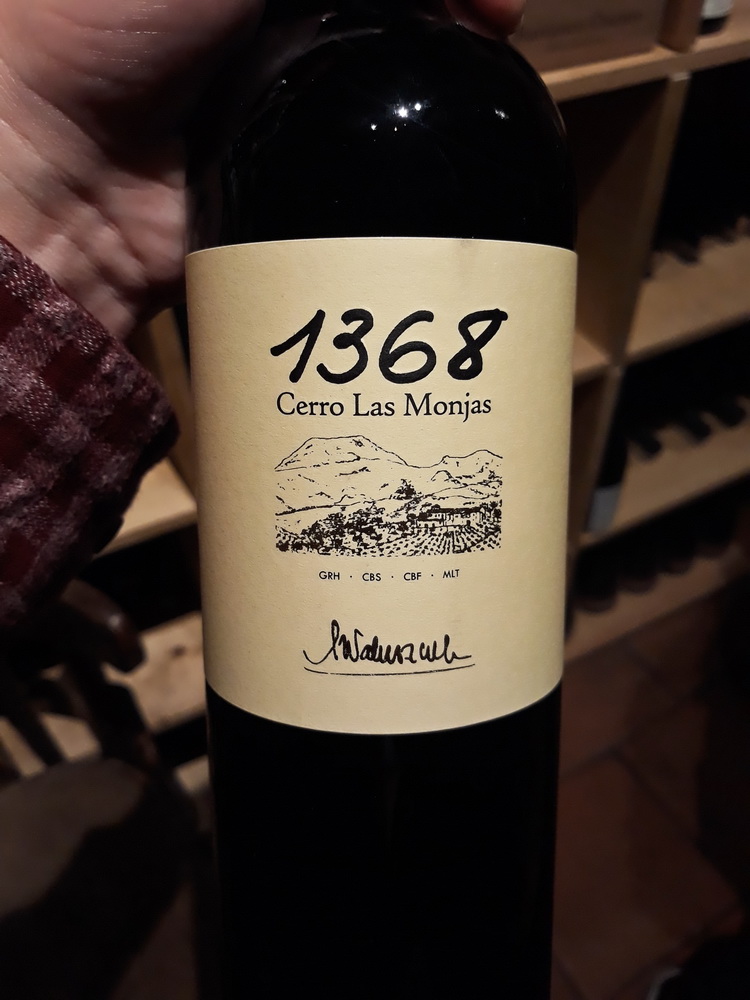 1368
Cerro Las Monjas
GRH · CBS · CBF · MLT